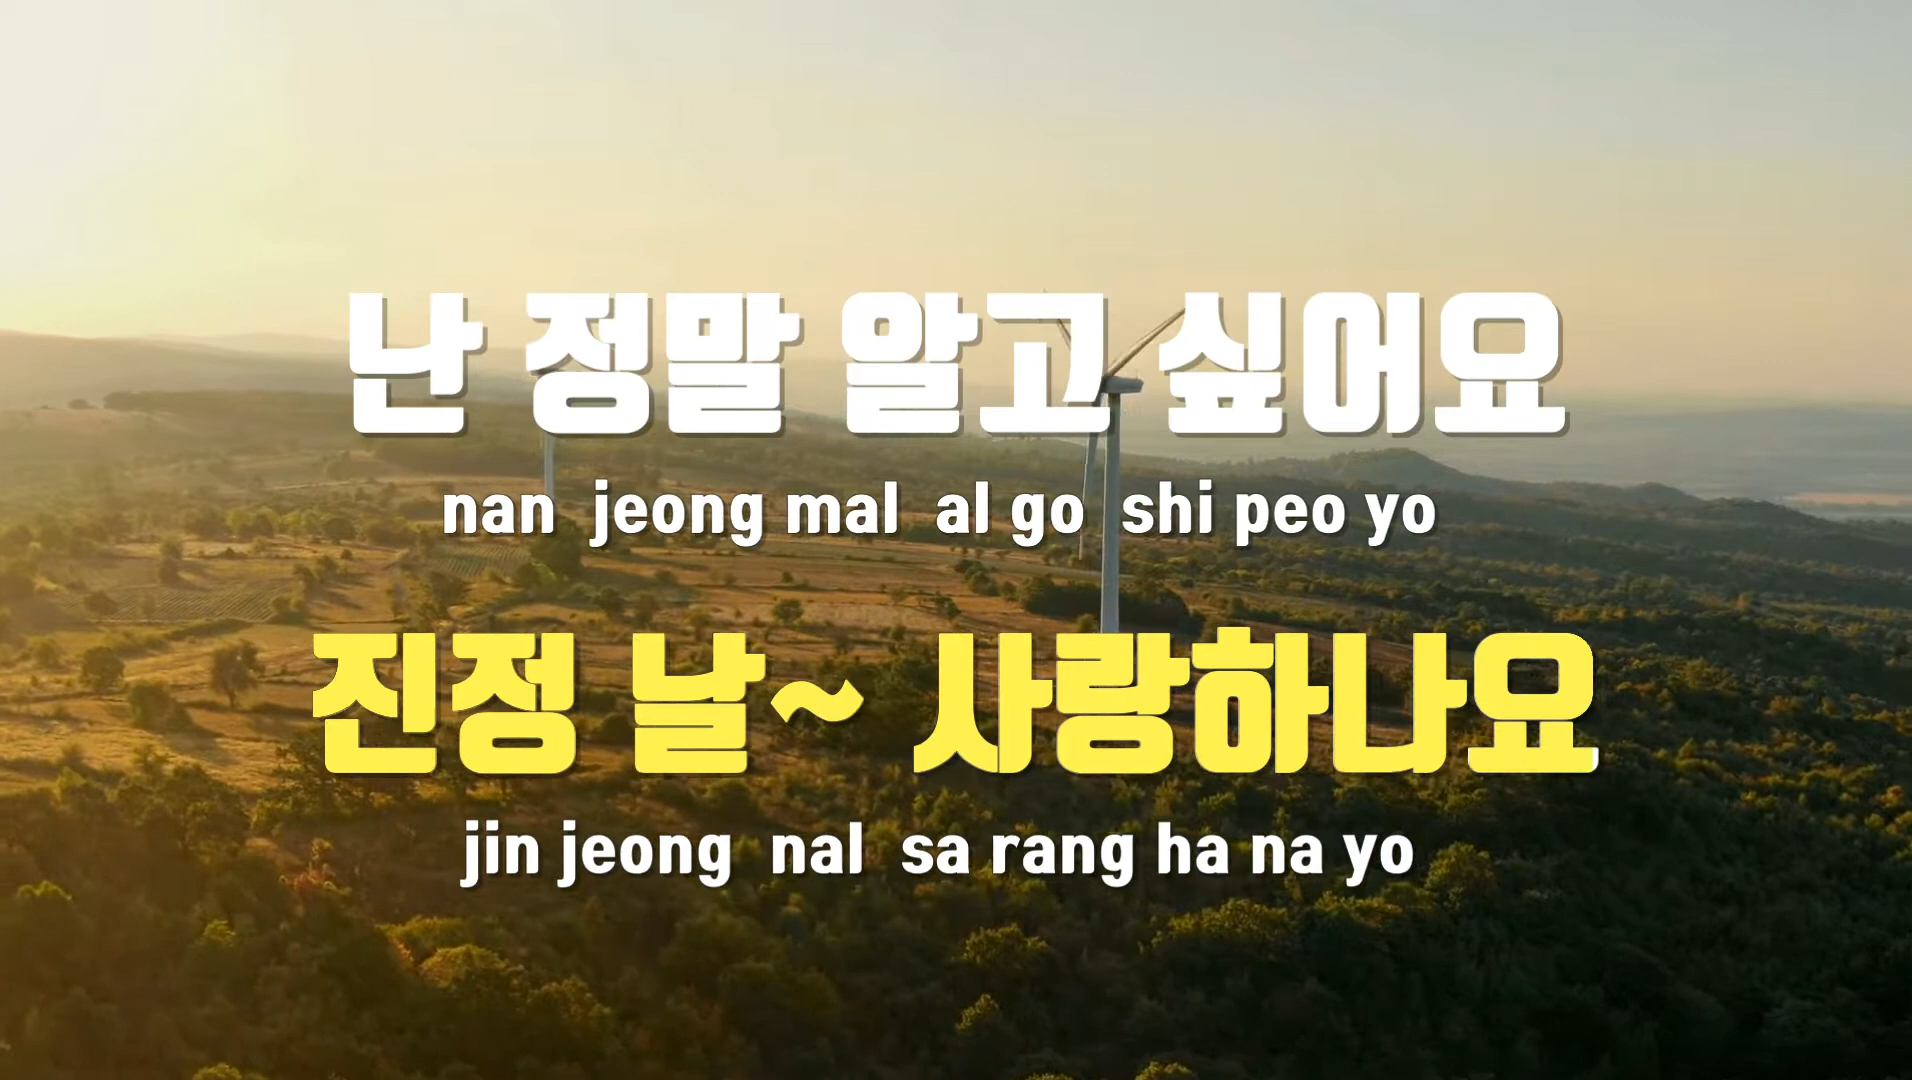 난 정말 알고 싶어요
nan jeong mal al go shi peo yo
진정 날~ 사랑하나요
jin jeong nal sa rang ha na yo